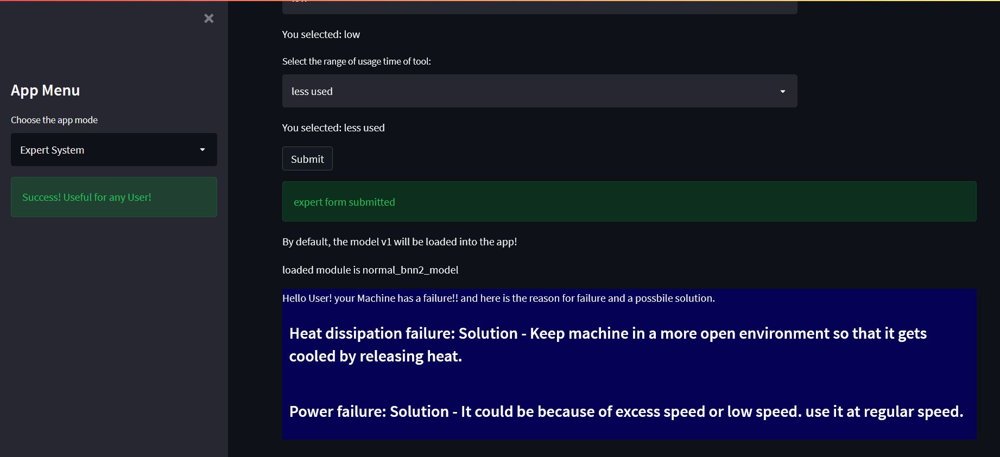 App Menu
Choose the app mode
Expert System
Success! Useful for any User!
You selected: low
Select the range of usage time of tool:
less used
You selected: less used
Submit
expert form submitted
By default, the model v1 will be loaded into the app!
loaded module is normal_bnn2_model
Hello User! your Machine has a failure!! and here is the reason for failure and a possbile solution.
Heat dissipation failure: Solution - Keep machine in a more open environment so that it gets
cooled by releasing heat.
Power failure: Solution - It could be because of excess speed or low speed. use it at regular speed.